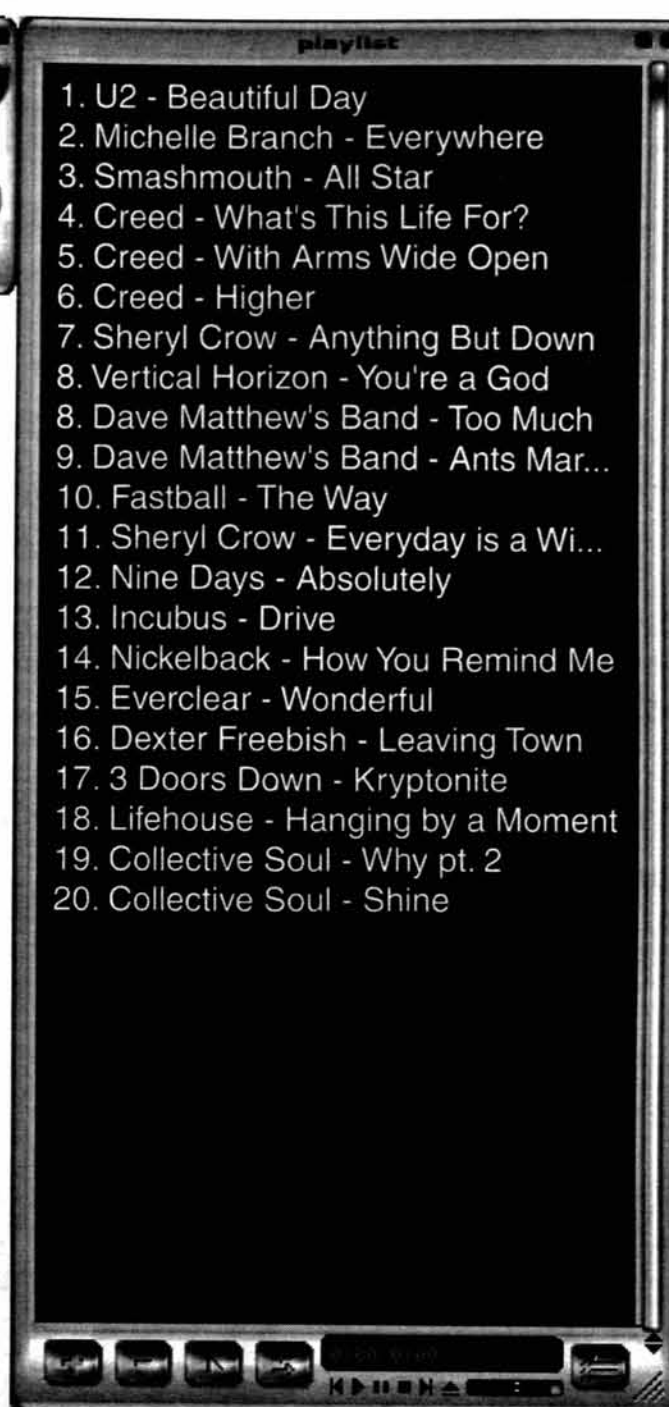 playlist
1. U2 - Beautiful Day
2. Michelle Branch - Everywhere
3. Smashmouth - All Star
4. Creed - What's This Life For?
5. Creed - With Arms Wide Open
6. Creed - Higher
7. Sheryl Crow - Anything But Down
8. Vertical Horizon - You're a God
8. Dave Matthew's Band - Too Much
9. Dave Matthew's Band - Ants Mar...
10. Fastball - The Way
11. Sheryl Crow - Everyday is a Wi...
12. Nine Days - Absolutely
13. Incubus - Drive
14. Nickelback - How You Remind Me
15. Everclear - Wonderful
16. Dexter Freebish - Leaving Town
17. 3 Doors Down - Kryptonite
18. Lifehouse - Hanging by a Moment
19. Collective Soul - Why pt. 2
20. Collective Soul - Shine